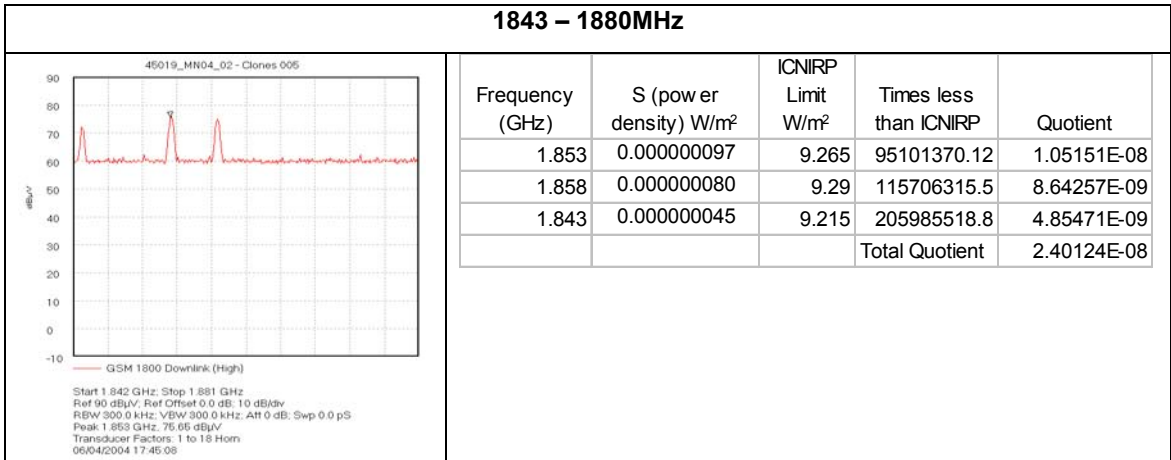 1843 – 1880MHz
45019_MN04_02 - Clones 005
90
80
70
60
50
40
30
20
10
0
-10
dBµV
GSM 1800 Downlink (High)
Start 1.842 GHz; Stop 1.881 GHz
Ref 90 dBµV; Ref Offset 0.0 dB; 10 dB/div
RBW 300.0 kHz; VBW 300.0 kHz; Att 0 dB; Swp 0.0 pS
Peak 1.853 GHz, 75.65 dBµV
Transducer Factors: 1 to 18 Horn
06/04/2004 17:45:08
Frequency (GHz) S (power density) W/m² ICNIRP Limit W/m² Times less than ICNIRP Quotient
1.853 0.000000097 9.265 95101370.12 1.05151E-08
1.858 0.000000080 9.29 115706315.5 8.64257E-09
1.843 0.000000045 9.215 205985518.8 4.85471E-09
Total Quotient 2.40124E-08